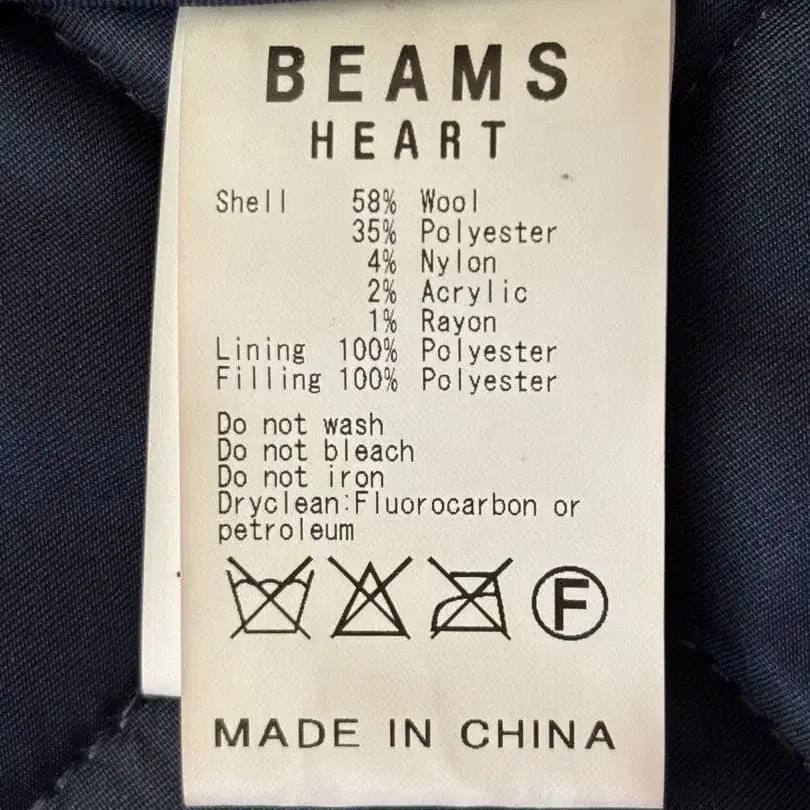 BEAMS
HEART
Shell 58% Wool
35% Polyester
4% Nylon
2% Acrylic
1% Rayon
Lining 100% Polyester
Filling 100% Polyester
Do not wash
Do not bleach
Do not iron
Dryclean:Fluorocarbon or
petroleum
F
MADE IN CHINA